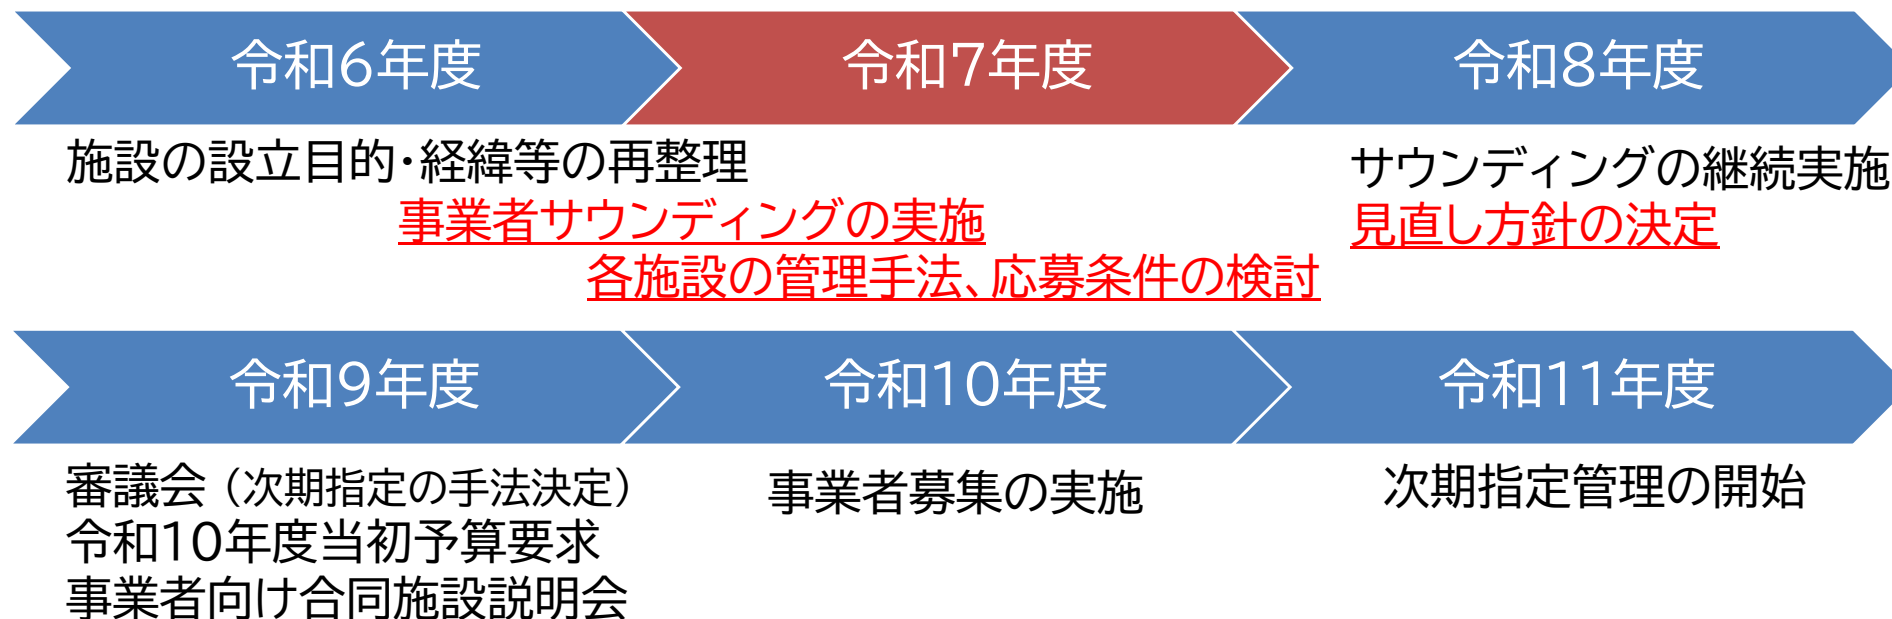 令和6年度
令和7年度
令和8年度
施設の設立目的・経緯等の再整理
事業者サウンディングの実施
各施設の管理手法、応募条件の検討
サウンディングの継続実施
見直し方針の決定
令和9年度
令和10年度
令和11年度
審議会（次期指定の手法決定）
令和10年度当初予算要求
事業者向け合同施設説明会
事業者募集の実施
次期指定管理の開始